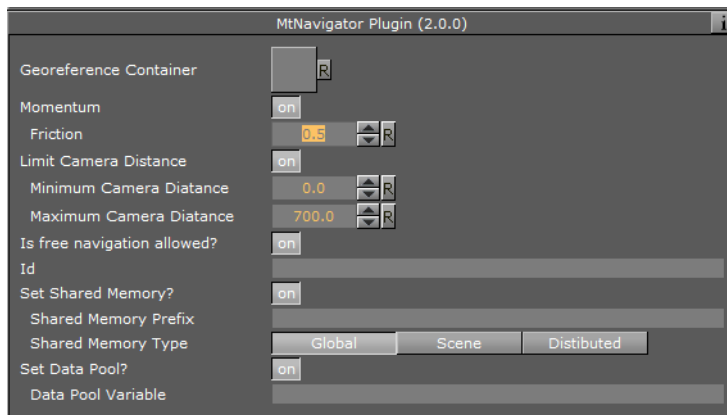 MtNavigator Plugin (2.0.0) i
Georeference Container R
Momentum on
Friction 0.5 R
Limit Camera Distance on
Minimum Camera Diatance 0.0 R
Maximum Camera Diatance 700.0 R
Is free navigation allowed? on
Id
Set Shared Memory? on
Shared Memory Prefix
Shared Memory Type Global Scene Distibuted
Set Data Pool? on
Data Pool Variable